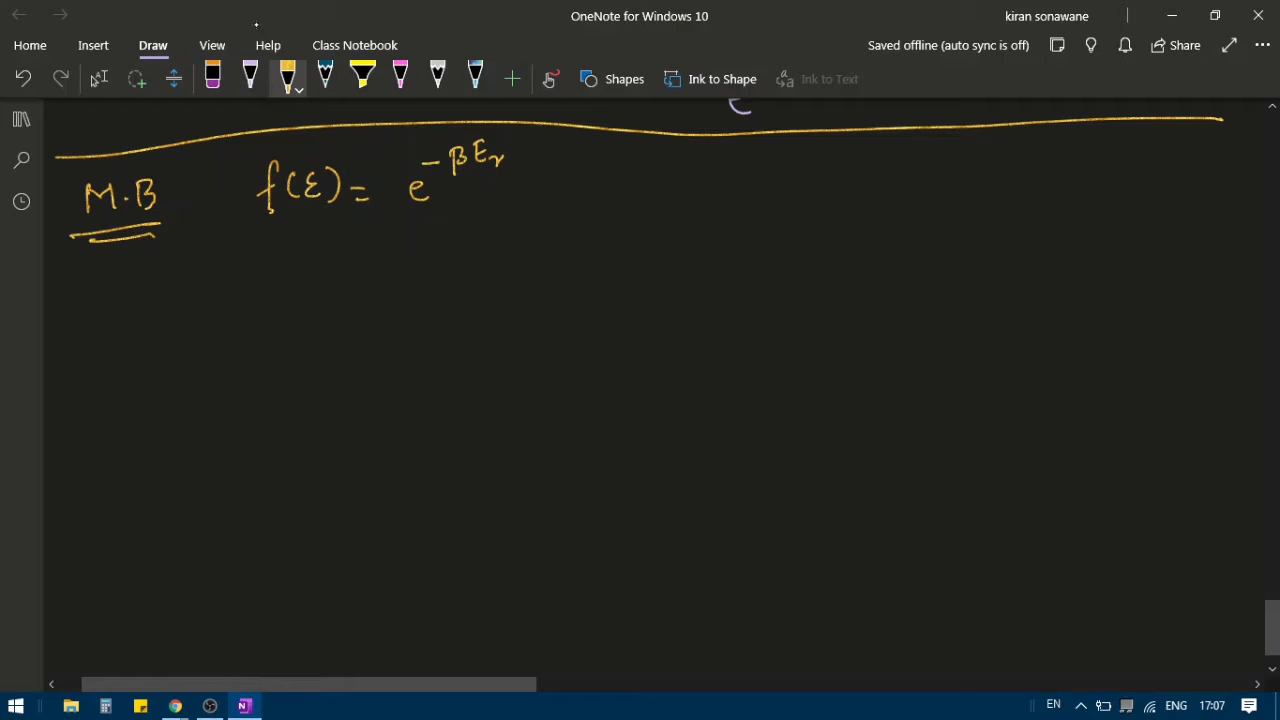 OneNote for Windows 10
kiran sonawane
Home Insert Draw View Help Class Notebook
Saved offline (auto sync is off) Share
Shapes Ink to Shape Ink to Text
M.B f(ε) = e^{-βE_r}
EN ENG 17:07